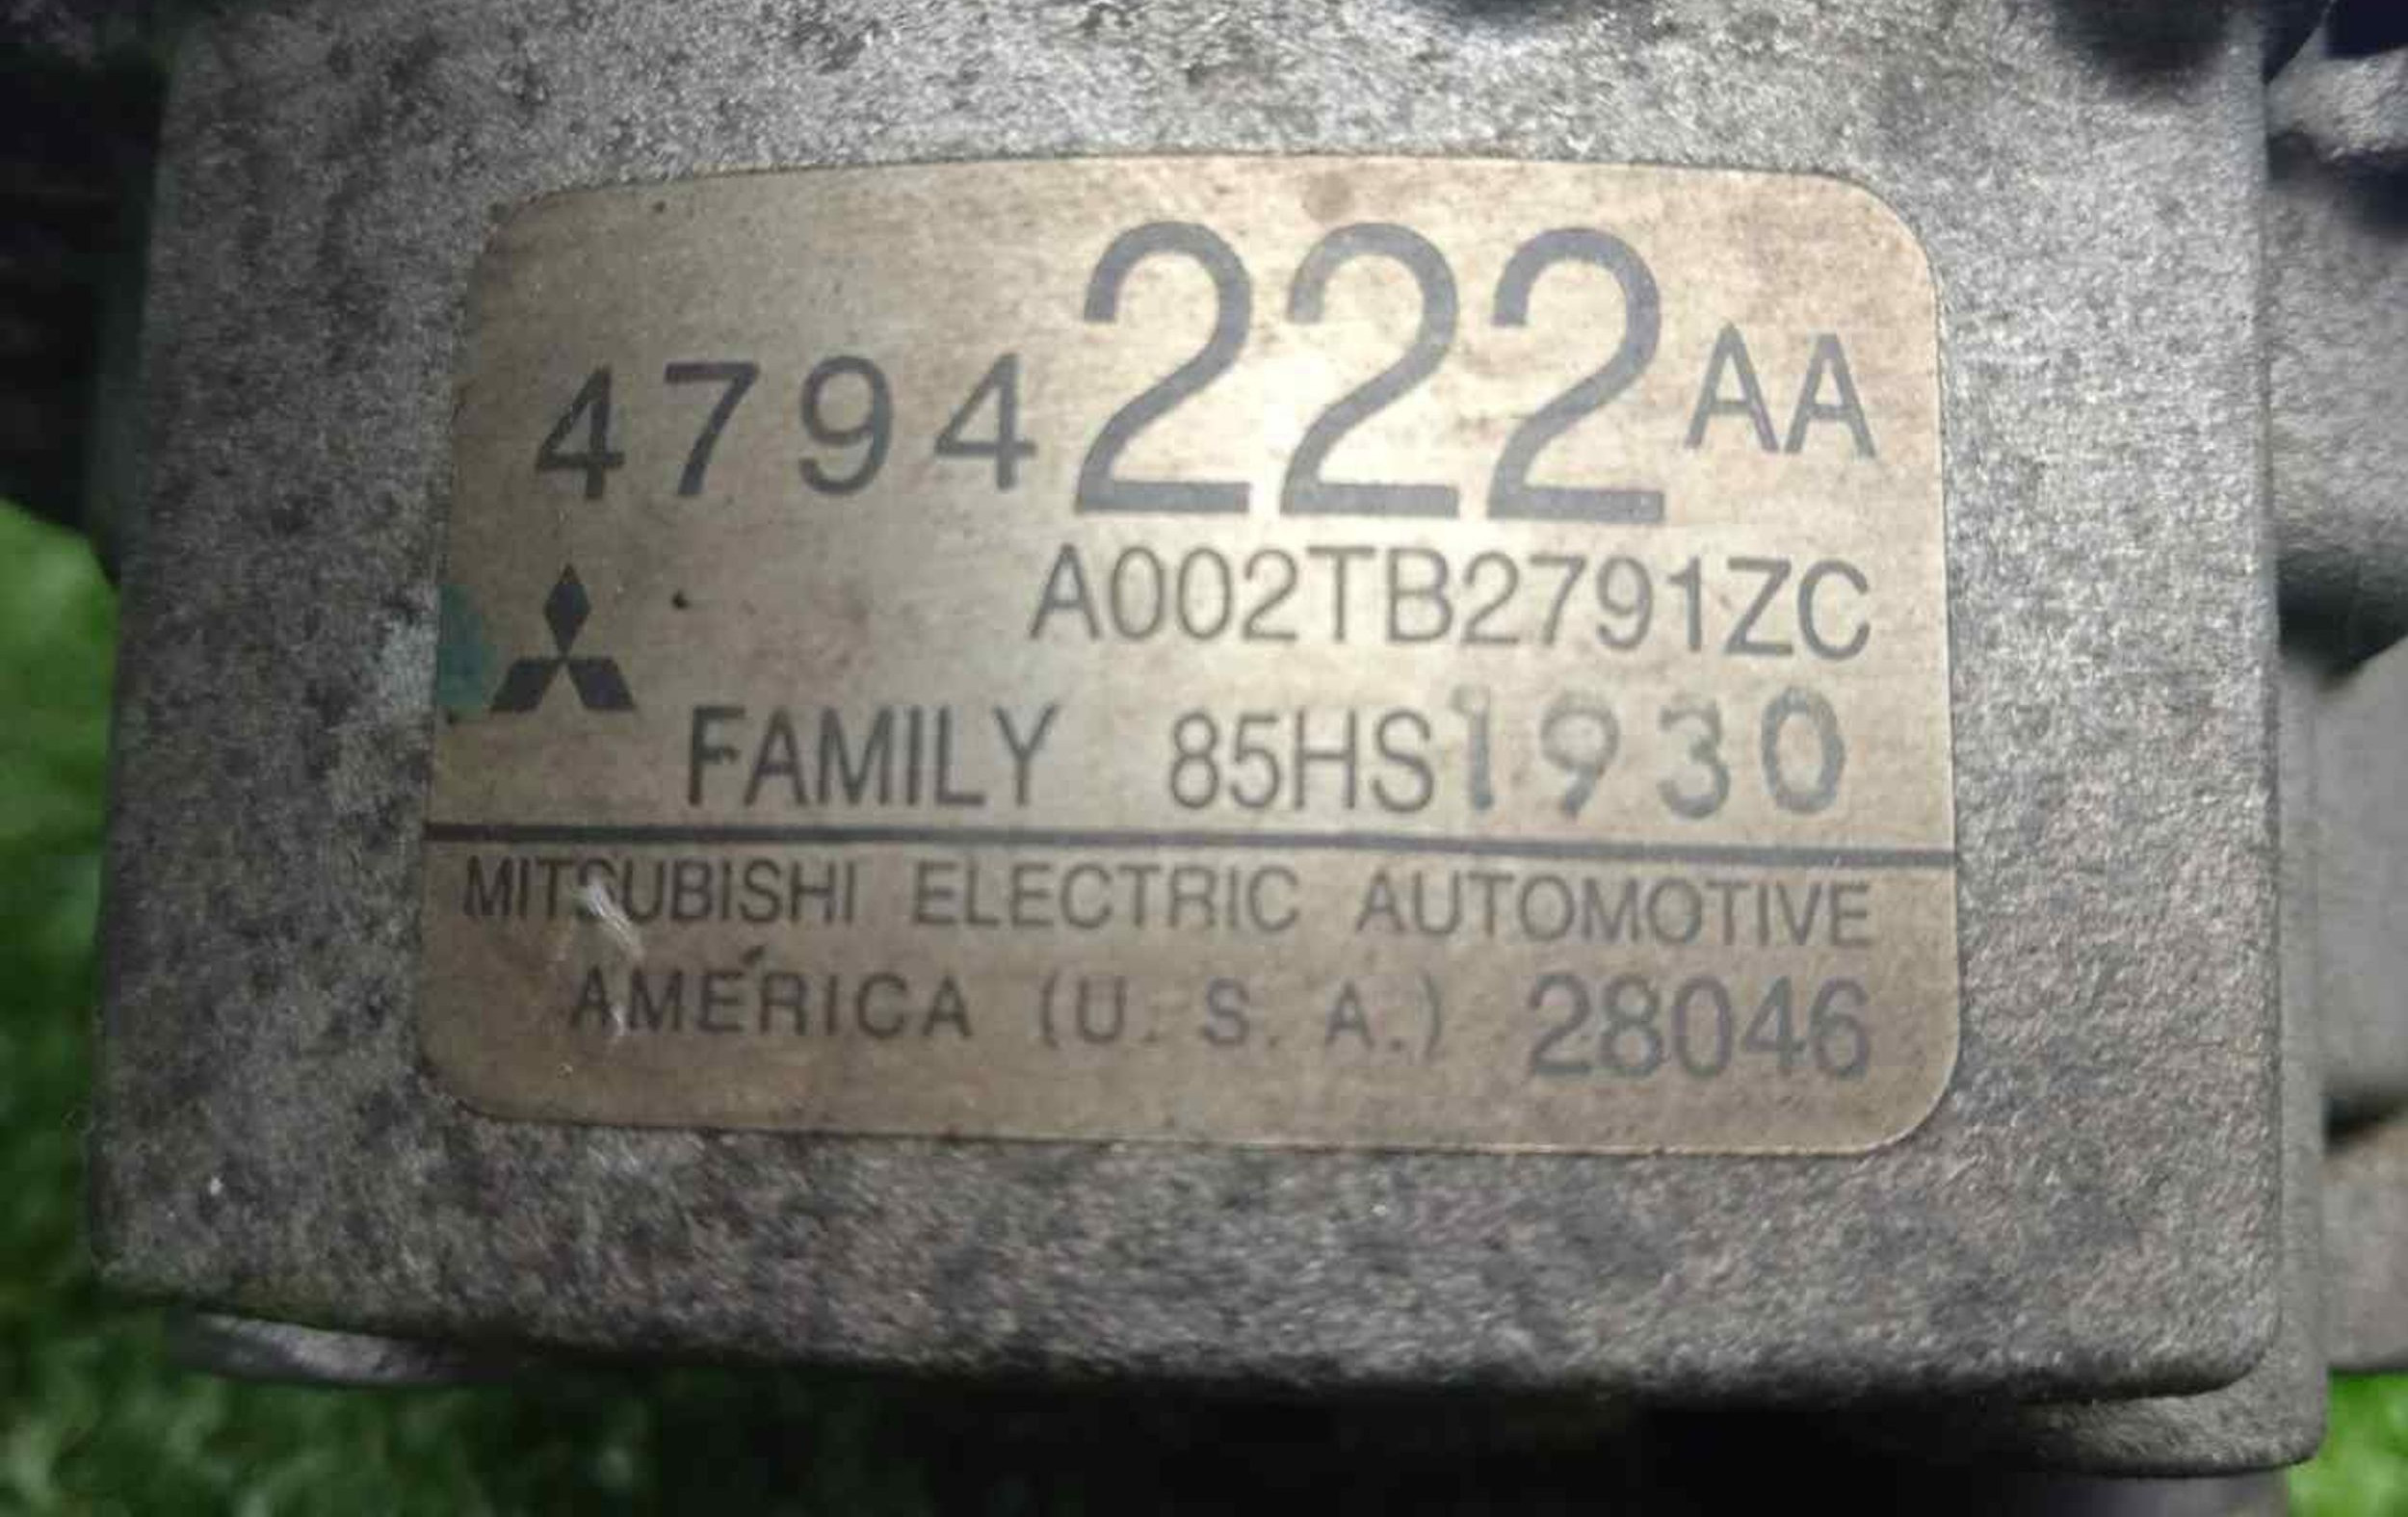 4794222AA
A002TB2791ZC
FAMILY 85HS1930
MITSUBISHI ELECTRIC AUTOMOTIVE
AMERICA (U. S. A.) 28046